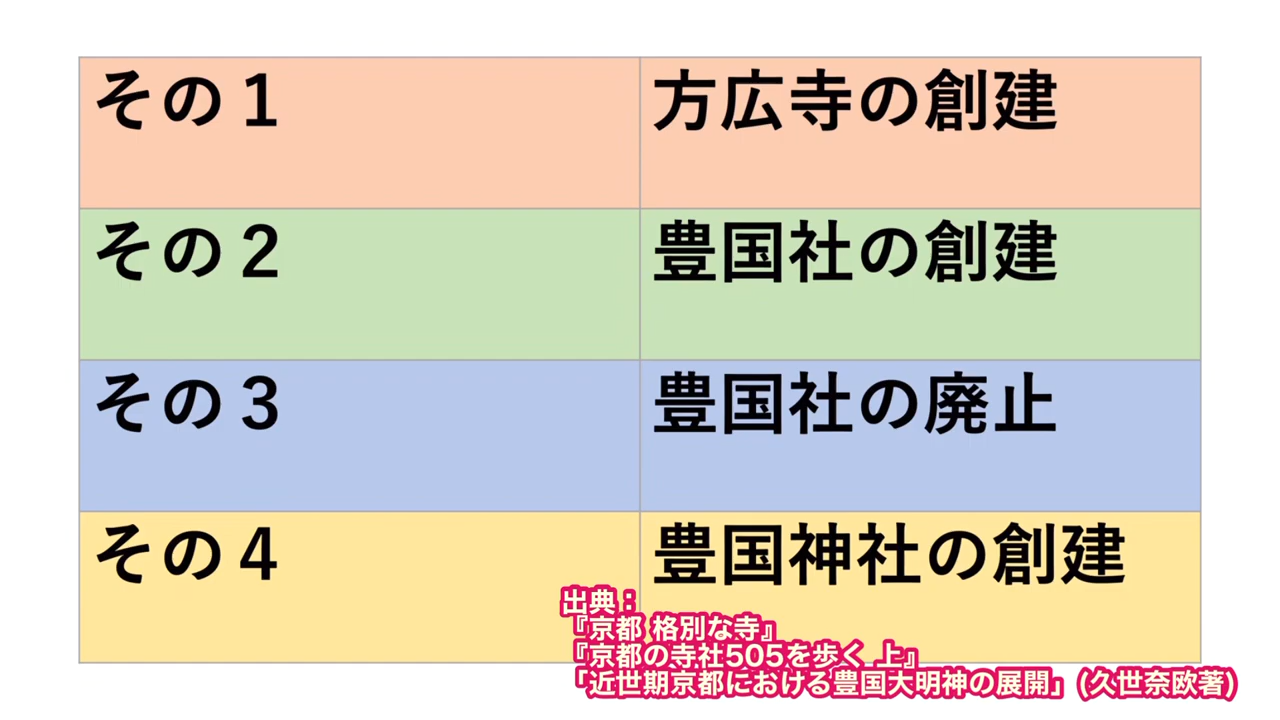 その１ 方広寺の創建
その２ 豊国社の創建
その３ 豊国社の廃止
その４ 豊国神社の創建
出典：
『京都 格別な寺』
『京都の寺社505を歩く 上』
「近世期京都における豊国大明神の展開」(久世奈欧著)